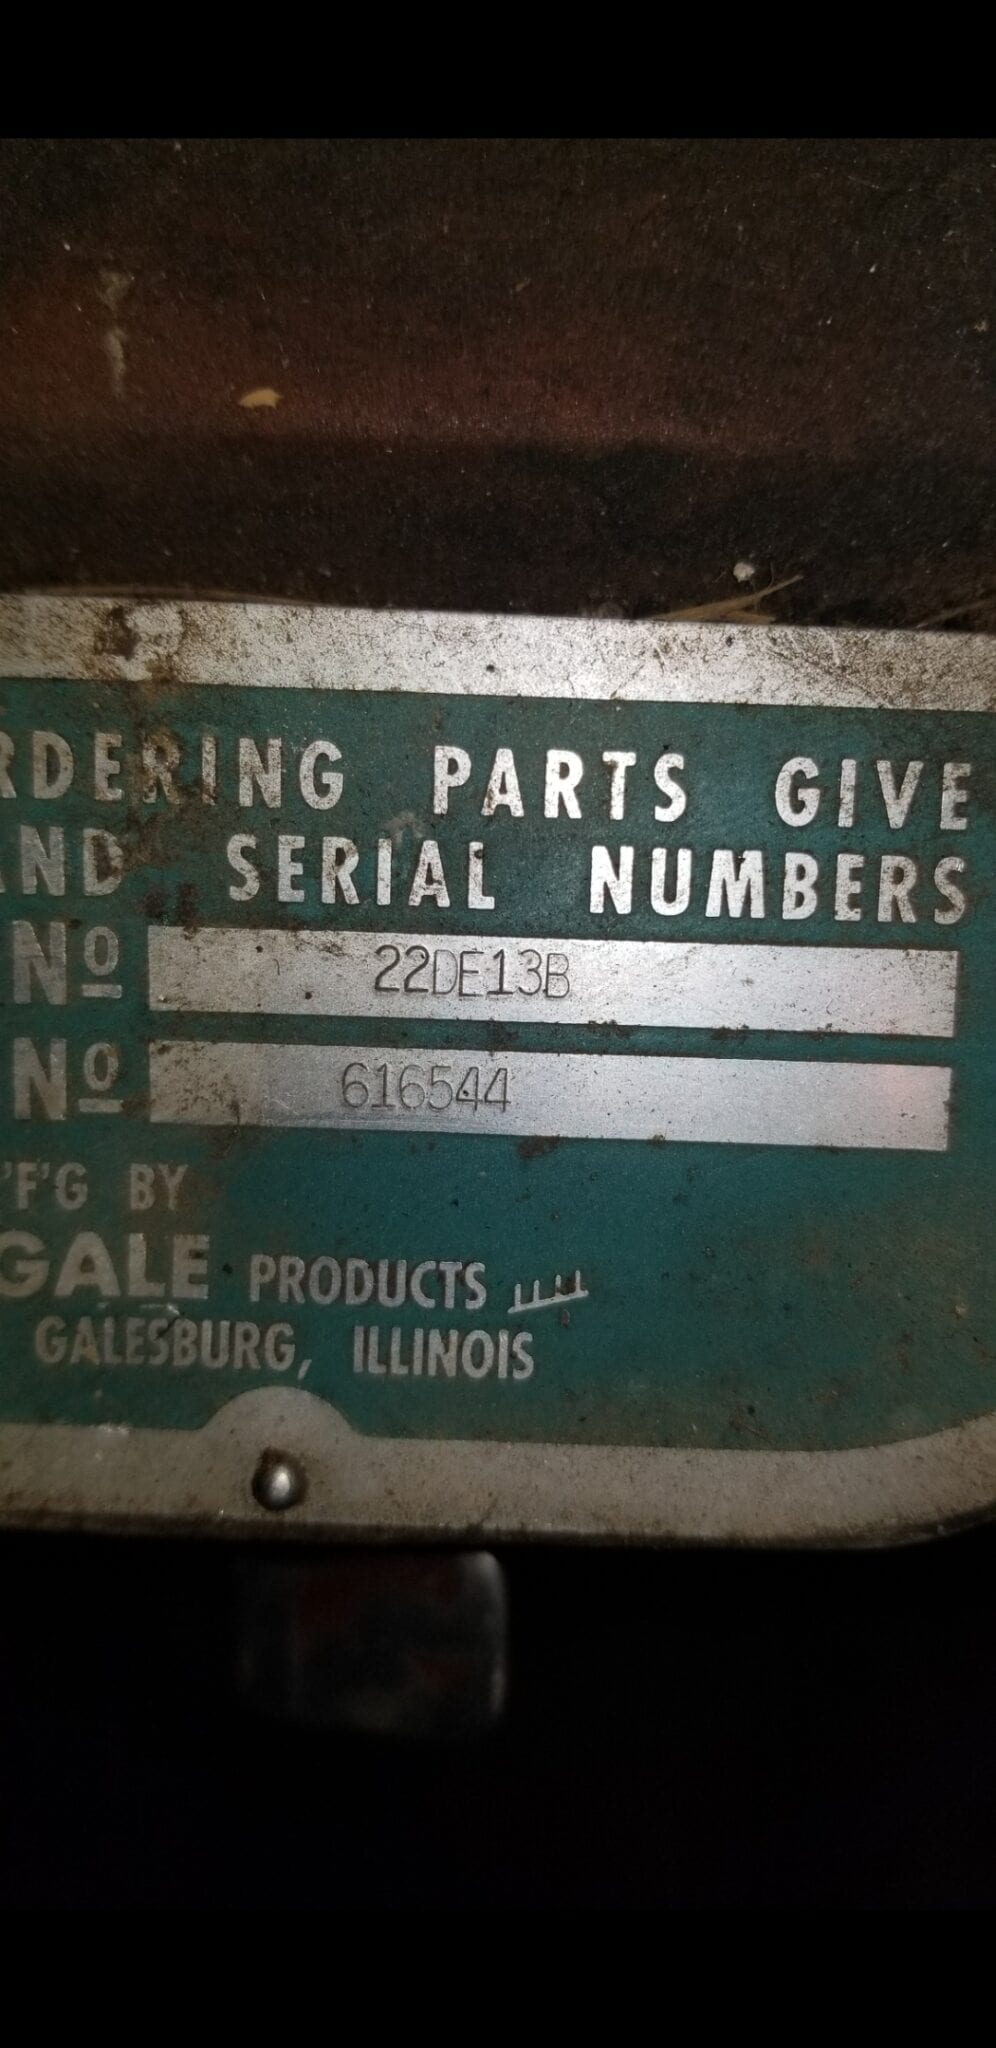 RDERING PARTS GIVE
AND SERIAL NUMBERS
No 22DE13B
No 616544
'F'G BY
GALE PRODUCTS
GALESBURG, ILLINOIS